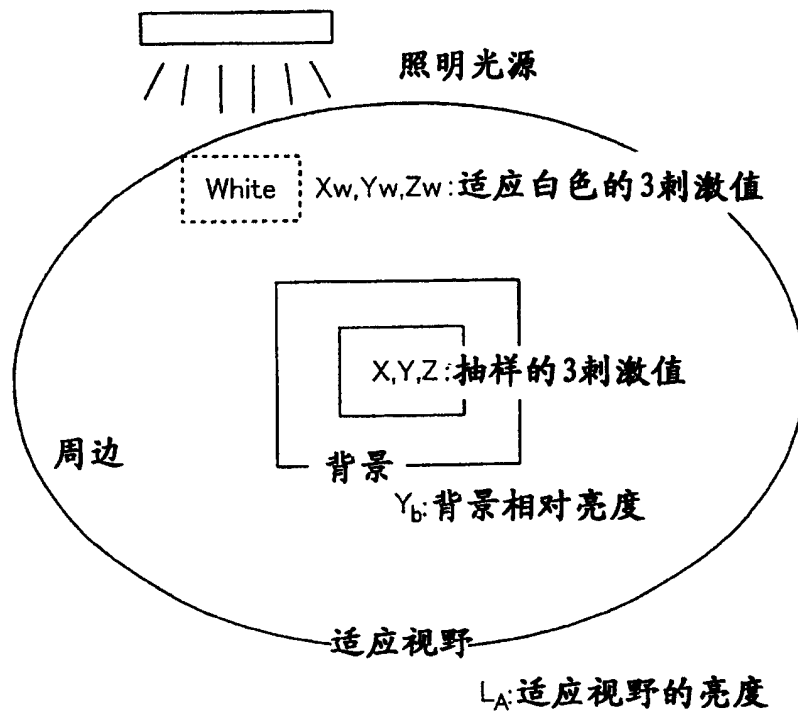 照明光源
White Xw,Yw,Zw:适应白色的3刺激值
X,Y,Z:抽样的3刺激值
周边
背景
Yb:背景相对亮度
适应视野
LA:适应视野的亮度